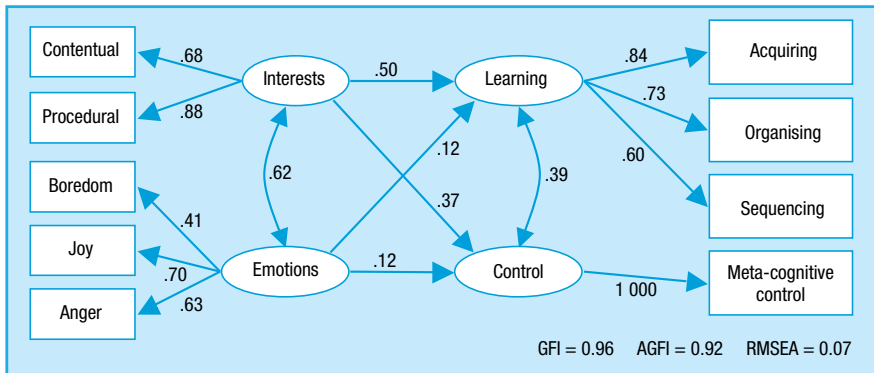 Contentual
.68
Interests
.50
Learning
.84
Acquiring
Procedural
.88
.73
Organising
.12
.60
Boredom
.62
.39
.37
Sequencing
.41
Joy
.70
Emotions
.12
Control
1 000
Meta-cognitive
control
Anger
.63
GFI = 0.96 AGFI = 0.92 RMSEA = 0.07